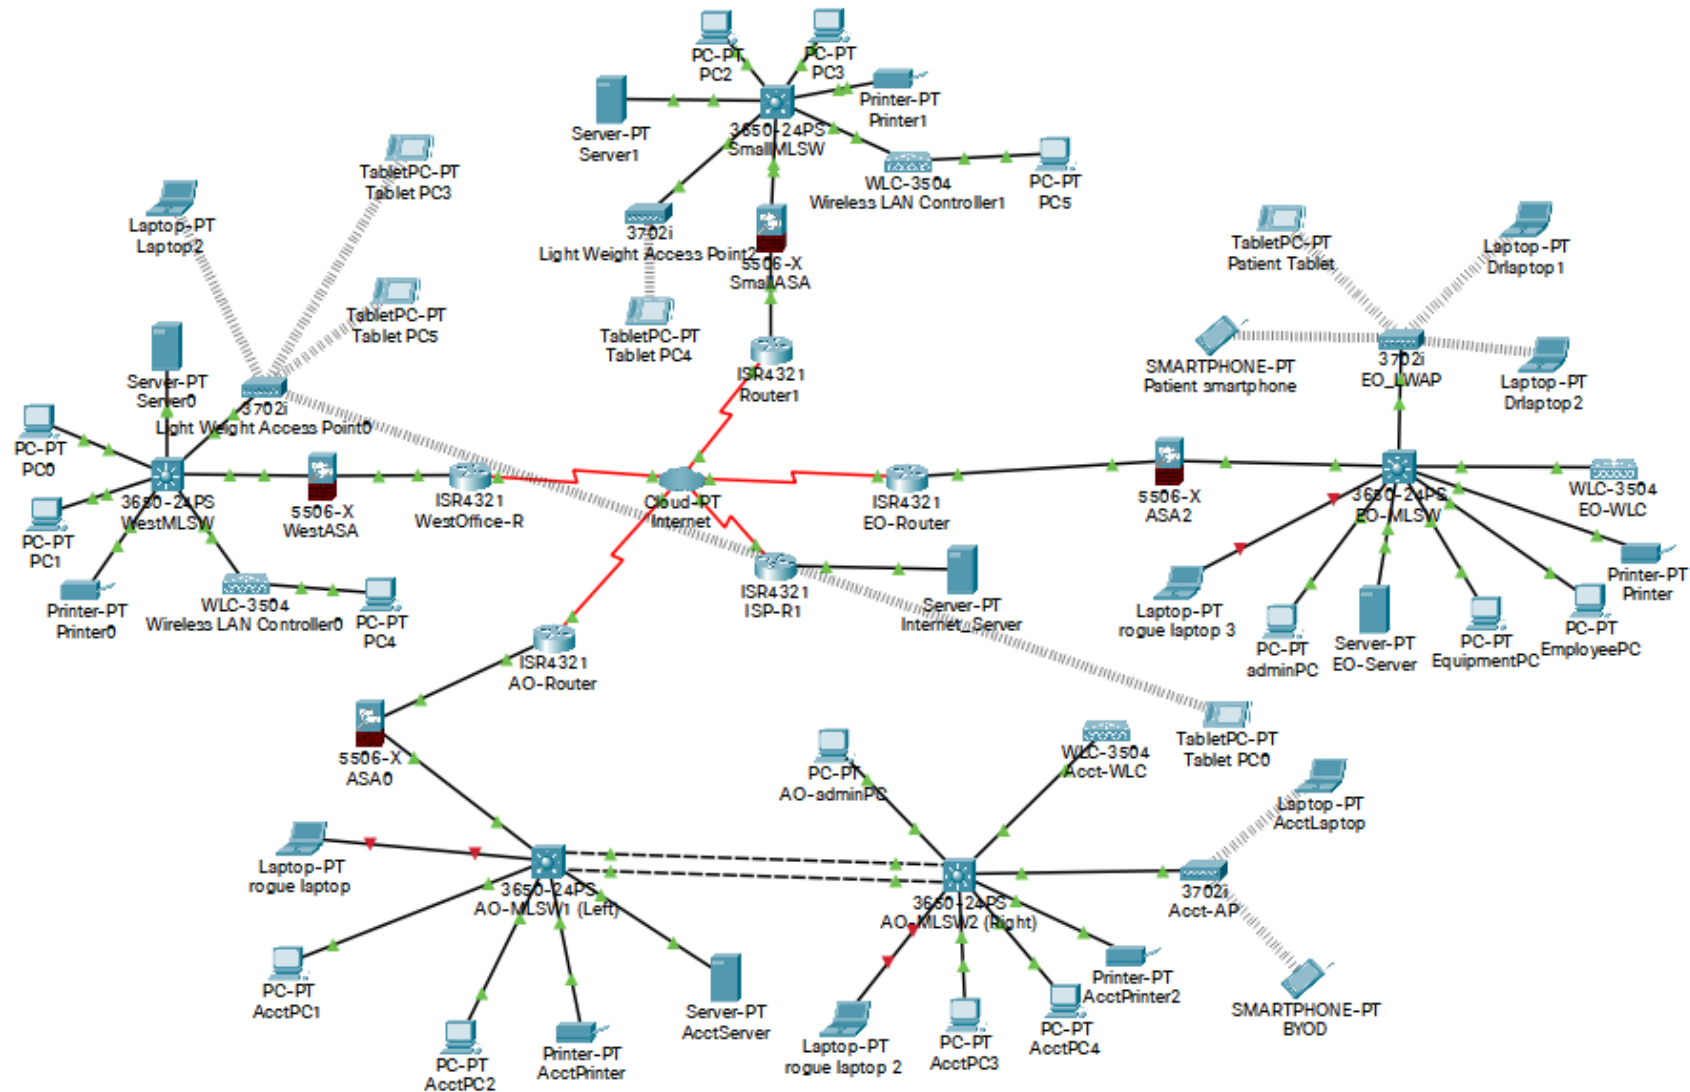 PC-PT
PC2
PC-PT
PC3
Server-PT
Server1
Printer-PT
Printer1
3650-24PS
SmallMLSW
WLC-3504
Wireless LAN Controller1
PC-PT
PC5
3702i
Light Weight Access Point2
5506-X
SmallASA
TabletPC-PT
Tablet PC4
ISR4321
Router1
TabletPC-PT
Tablet PC3
Laptop-PT
Laptop2
TabletPC-PT
Tablet PC5
Server-PT
Server0
3702i
Light Weight Access Point0
PC-PT
PC0
3650-24PS
WestMLSW
PC-PT
PC1
5506-X
WestASA
ISR4321
WestOffice-R
Printer-PT
Printer0
WLC-3504
Wireless LAN Controller0
PC-PT
PC4
Cloud-PT
Internet
ISR4321
EO-Router
ISR4321
ISP-R1
Server-PT
Internet_Server
TabletPC-PT
Patient Tablet
Laptop-PT
Drlaptop1
SMARTPHONE-PT
Patient smartphone
3702i
EO_LWAP
Laptop-PT
Drlaptop2
5506-X
ASA2
3650-24PS
EO-MLSW
WLC-3504
EO-WLC
Laptop-PT
rogue laptop 3
PC-PT
adminPC
Server-PT
EO-Server
PC-PT
EquipmentPC
PC-PT
EmployeePC
Printer-PT
Printer
ISR4321
AO-Router
5506-X
ASA0
PC-PT
AO-adminPC
WLC-3504
Acct-WLC
TabletPC-PT
Tablet PC0
Laptop-PT
AcctLaptop
Laptop-PT
rogue laptop
3650-24PS
AO-MLSW1 (Left)
3650-24PS
AO-MLSW2 (Right)
3702i
Acct-AP
PC-PT
AcctPC1
PC-PT
AcctPC2
Printer-PT
AcctPrinter
Server-PT
AcctServer
Laptop-PT
rogue laptop 2
PC-PT
AcctPC3
PC-PT
AcctPC4
Printer-PT
AcctPrinter2
SMARTPHONE-PT
BYOD